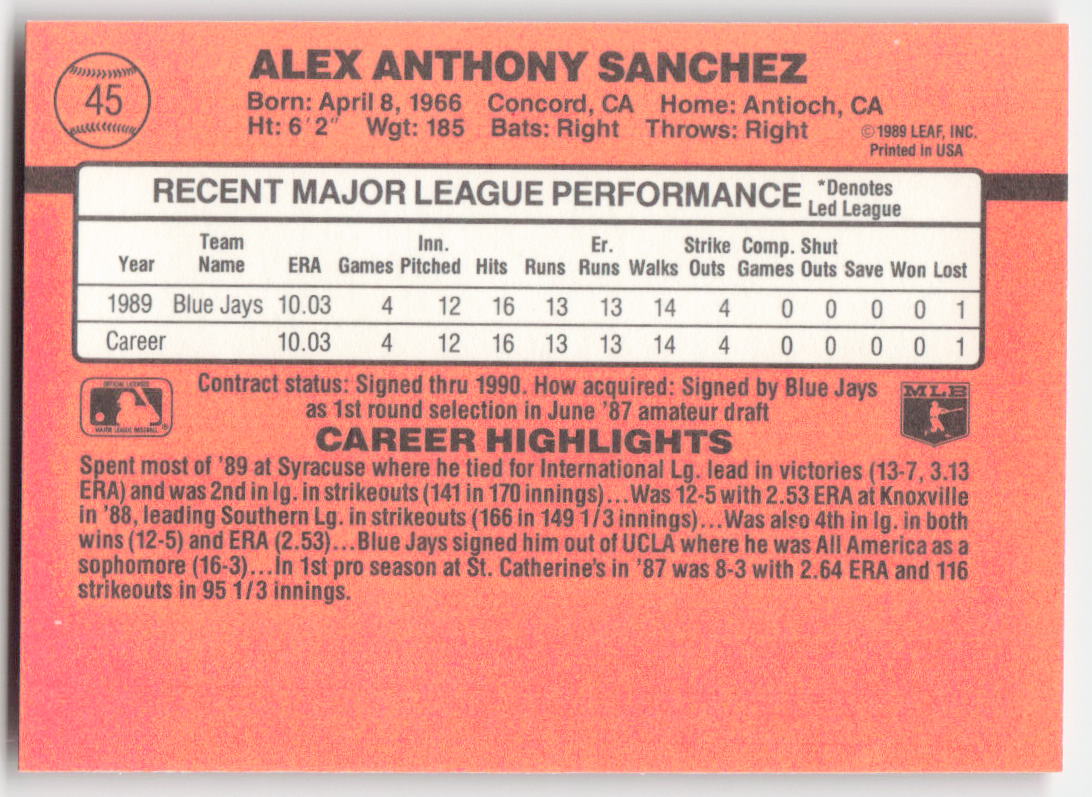 45
ALEX ANTHONY SANCHEZ
Born: April 8, 1966 Concord, CA Home: Antioch, CA
Ht: 6'2" Wgt: 185 Bats: Right Throws: Right
©1989 LEAF, INC.
Printed in USA
RECENT MAJOR LEAGUE PERFORMANCE *Denotes
Led League
Year Team Name ERA Games Inn. Pitched Hits Runs Er. Runs Walks Strike Outs Comp. Games Shut Outs Save Won Lost
1989 Blue Jays 10.03 4 12 16 13 13 14 4 0 0 0 0 1
Career 10.03 4 12 16 13 13 14 4 0 0 0 0 1
OFFICIAL LICENSEE
MAJOR LEAGUE BASEBALL ®
Contract status: Signed thru 1990. How acquired: Signed by Blue Jays
as 1st round selection in June '87 amateur draft
MLB
CAREER HIGHLIGHTS
Spent most of '89 at Syracuse where he tied for International Lg. lead in victories (13-7, 3.13
ERA) and was 2nd in lg. in strikeouts (141 in 170 innings)...Was 12-5 with 2.53 ERA at Knoxville
in '88, leading Southern Lg. in strikeouts (166 in 149 1/3 innings)...Was also 4th in lg. in both
wins (12-5) and ERA (2.53)...Blue Jays signed him out of UCLA where he was All America as a
sophomore (16-3)...In 1st pro season at St. Catherine's in '87 was 8-3 with 2.64 ERA and 116
strikeouts in 95 1/3 innings.